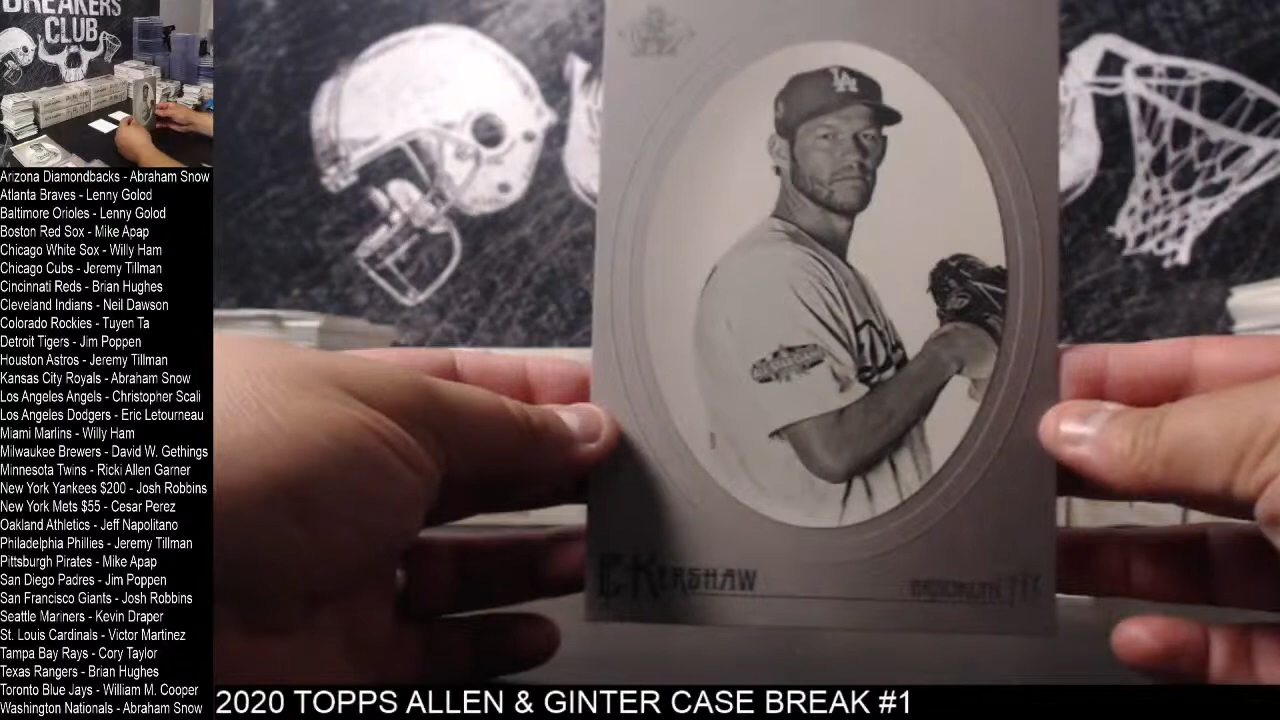 BREAKERS
CLUB
Arizona Diamondbacks - Abraham Snow
Atlanta Braves - Lenny Golod
Baltimore Orioles - Lenny Golod
Boston Red Sox - Mike Apap
Chicago White Sox - Willy Ham
Chicago Cubs - Jeremy Tillman
Cincinnati Reds - Brian Hughes
Cleveland Indians - Neil Dawson
Colorado Rockies - Tuyen Ta
Detroit Tigers - Jim Poppen
Houston Astros - Jeremy Tillman
Kansas City Royals - Abraham Snow
Los Angeles Angels - Christopher Scali
Los Angeles Dodgers - Eric Letourneau
Miami Marlins - Willy Ham
Milwaukee Brewers - David W. Gethings
Minnesota Twins - Ricki Allen Garner
New York Yankees $200 - Josh Robbins
New York Mets $55 - Cesar Perez
Oakland Athletics - Jeff Napolitano
Philadelphia Phillies - Jeremy Tillman
Pittsburgh Pirates - Mike Apap
San Diego Padres - Jim Poppen
San Francisco Giants - Josh Robbins
Seattle Mariners - Kevin Draper
St. Louis Cardinals - Victor Martinez
Tampa Bay Rays - Cory Taylor
Texas Rangers - Brian Hughes
Toronto Blue Jays - William M. Cooper
Washington Nationals - Abraham Snow
LA
C Kershaw
2020 TOPPS ALLEN & GINTER CASE BREAK #1